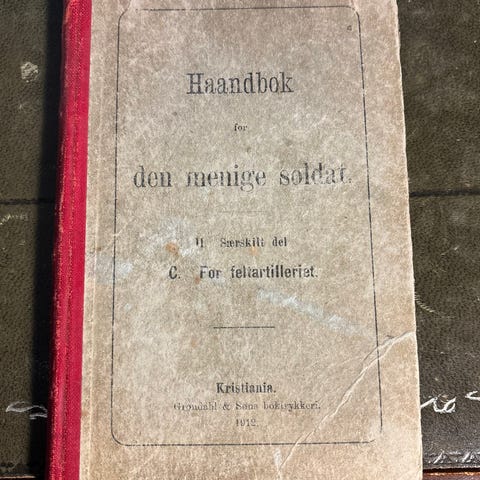 Haandbok
for
den menige soldat.
II. Særskilt del
C. For feltartilleriet.
Kristiania.
Grøndahl & Søns boktrykkeri.
1912.